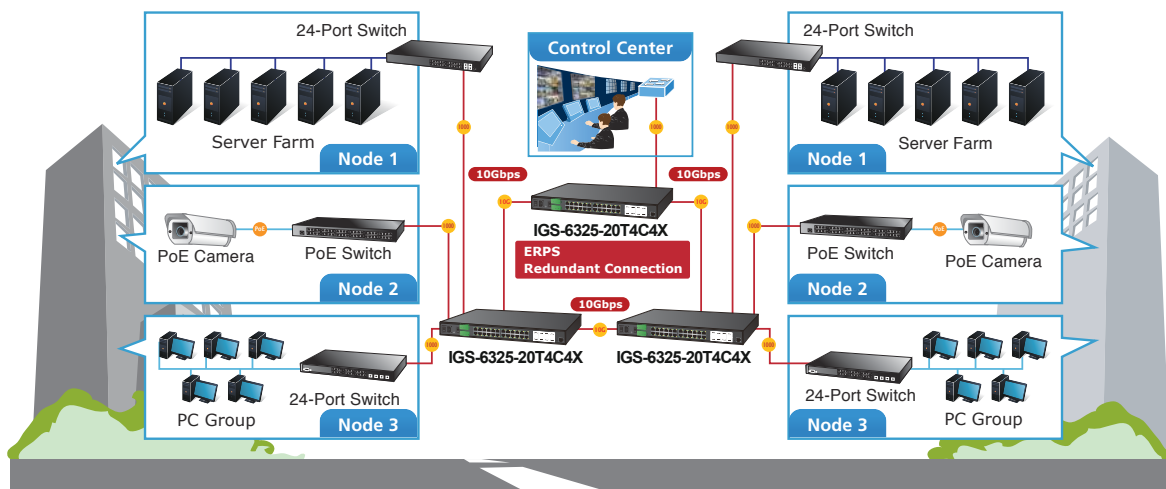 24-Port Switch
Server Farm
Node 1
1000
Control Center
1000
24-Port Switch
Server Farm
Node 1
1000
10Gbps
10Gbps
10G
10G
IGS-6325-20T4C4X
ERPS
Redundant Connection
PoE
PoE Camera
PoE Switch
Node 2
1000
1000
PoE
PoE Switch
PoE Camera
Node 2
10Gbps
10G
IGS-6325-20T4C4X
IGS-6325-20T4C4X
1000
1000
PC Group
24-Port Switch
Node 3
24-Port Switch
PC Group
Node 3